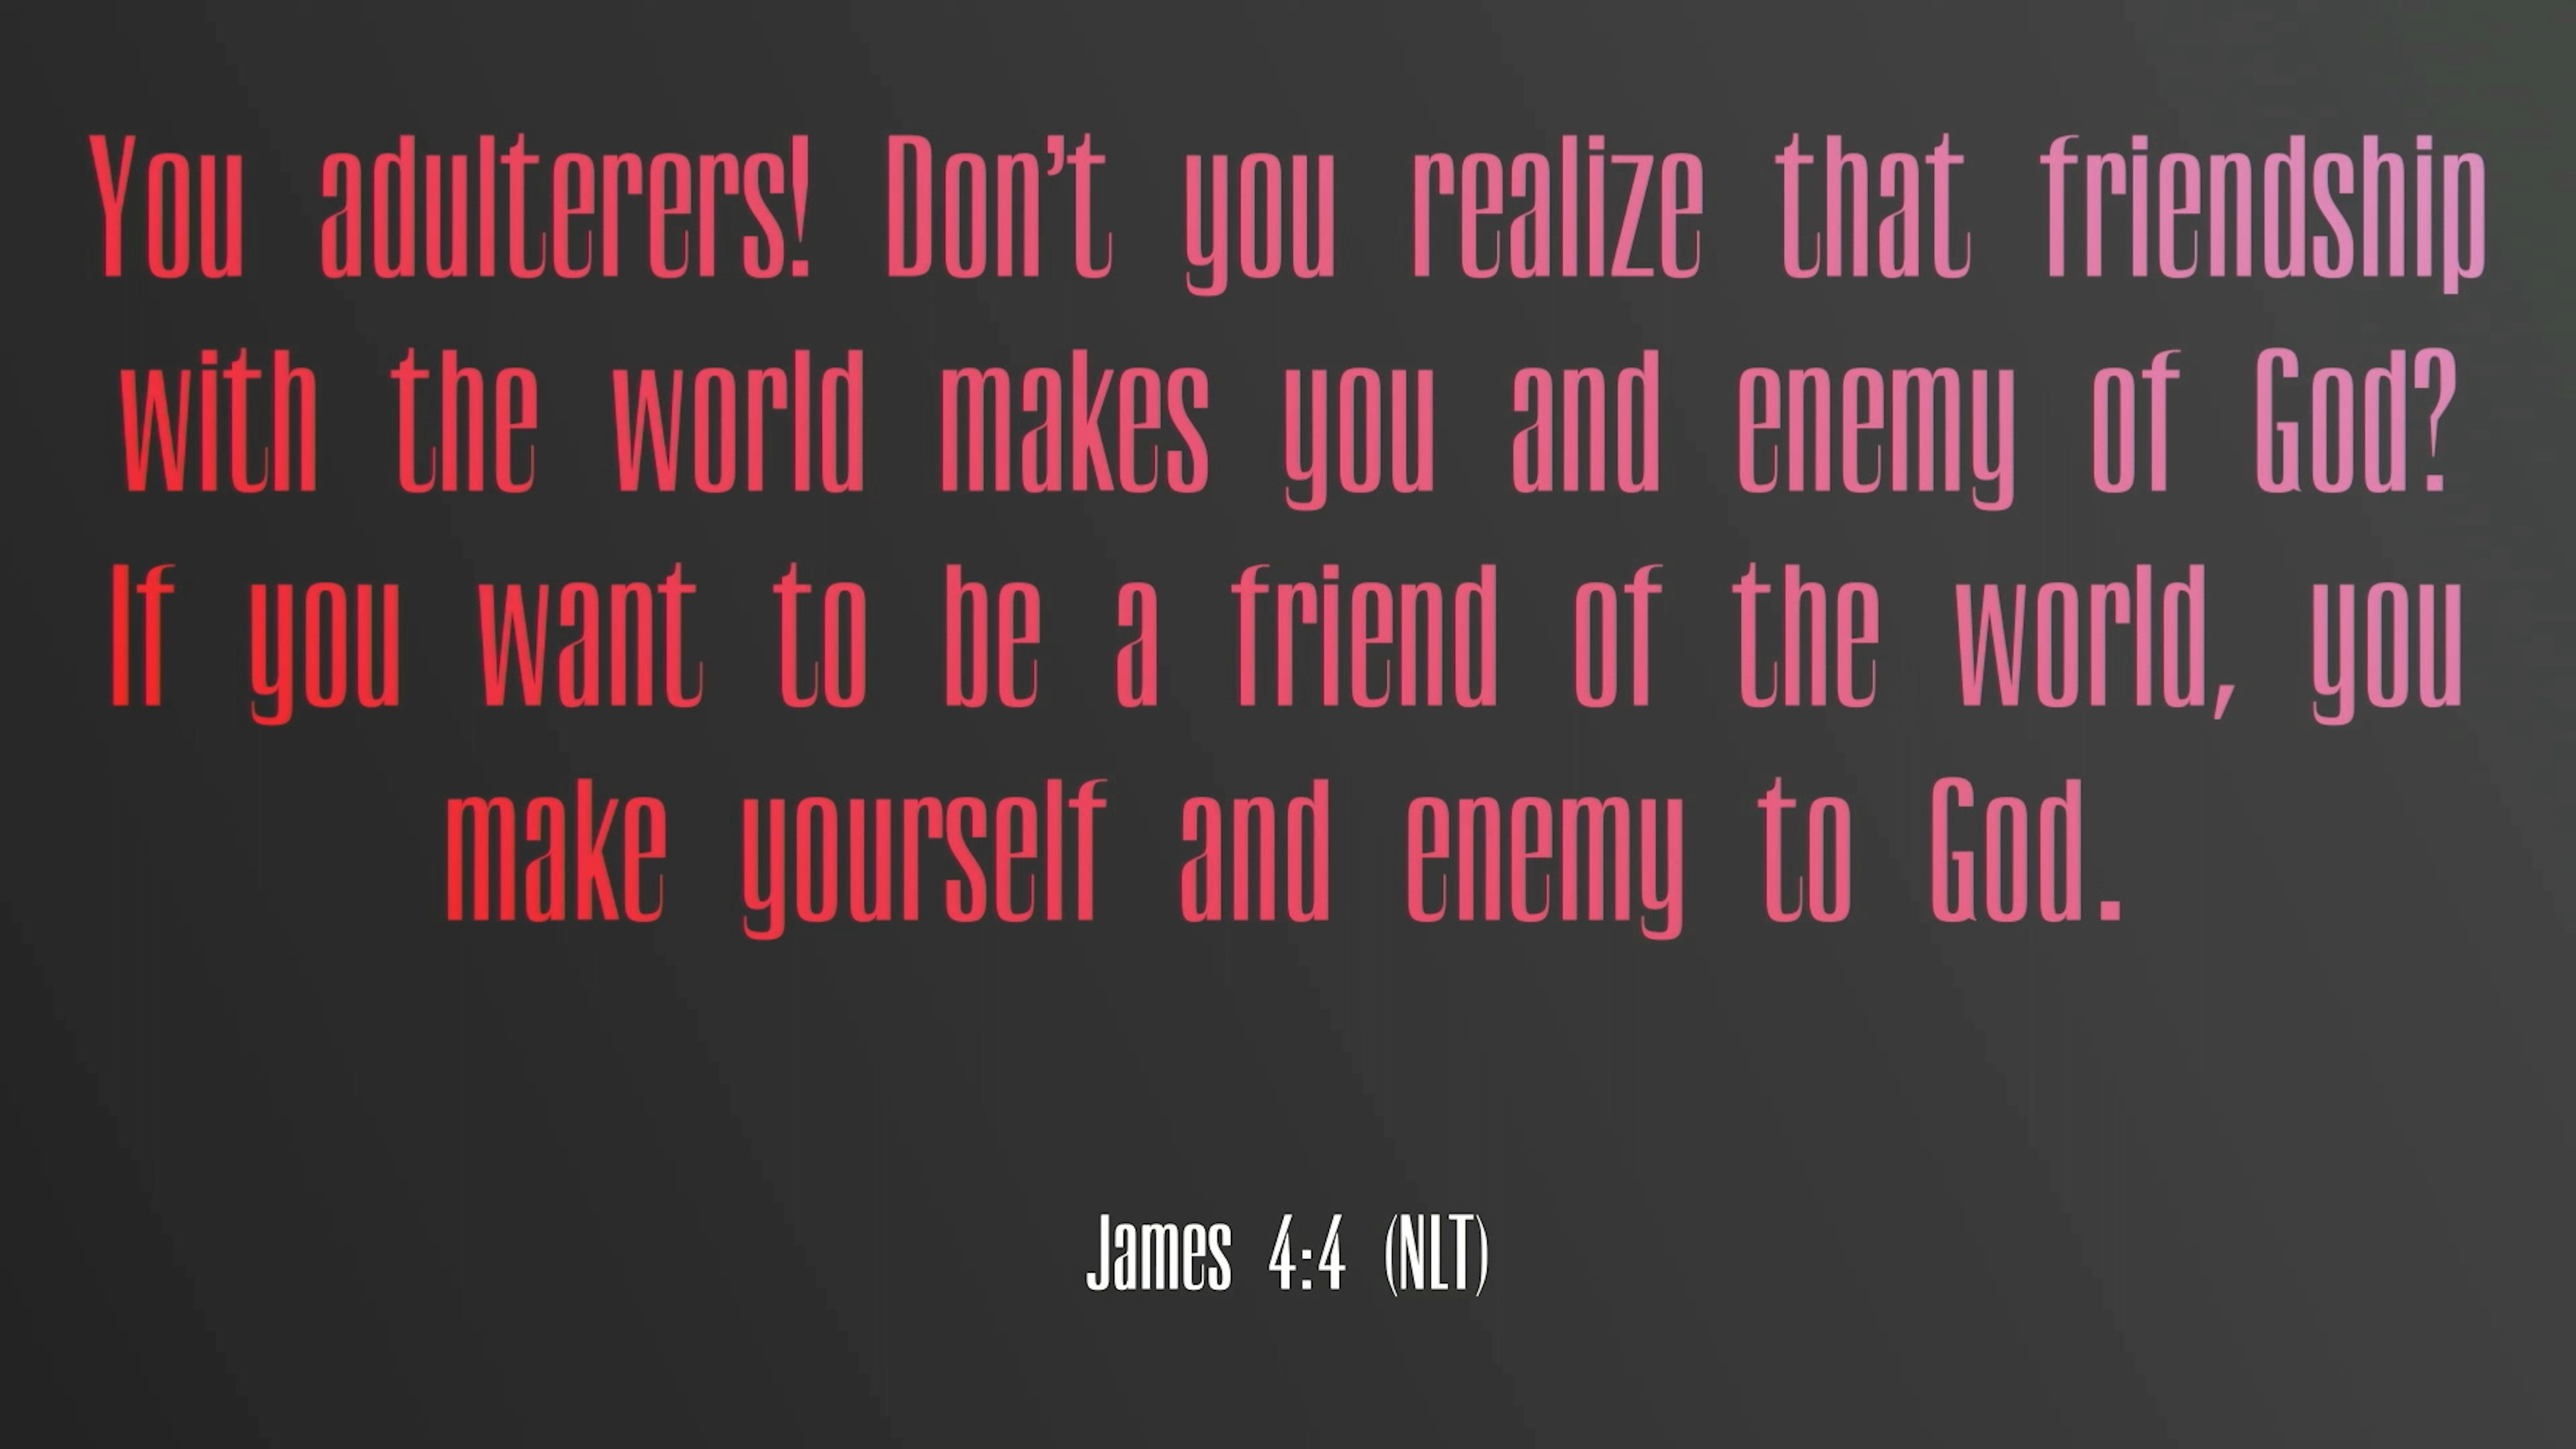 You adulterers! Don’t you realize that friendship
with the world makes you and enemy of God?
If you want to be a friend of the world, you
make yourself and enemy to God.
James 4:4 (NLT)